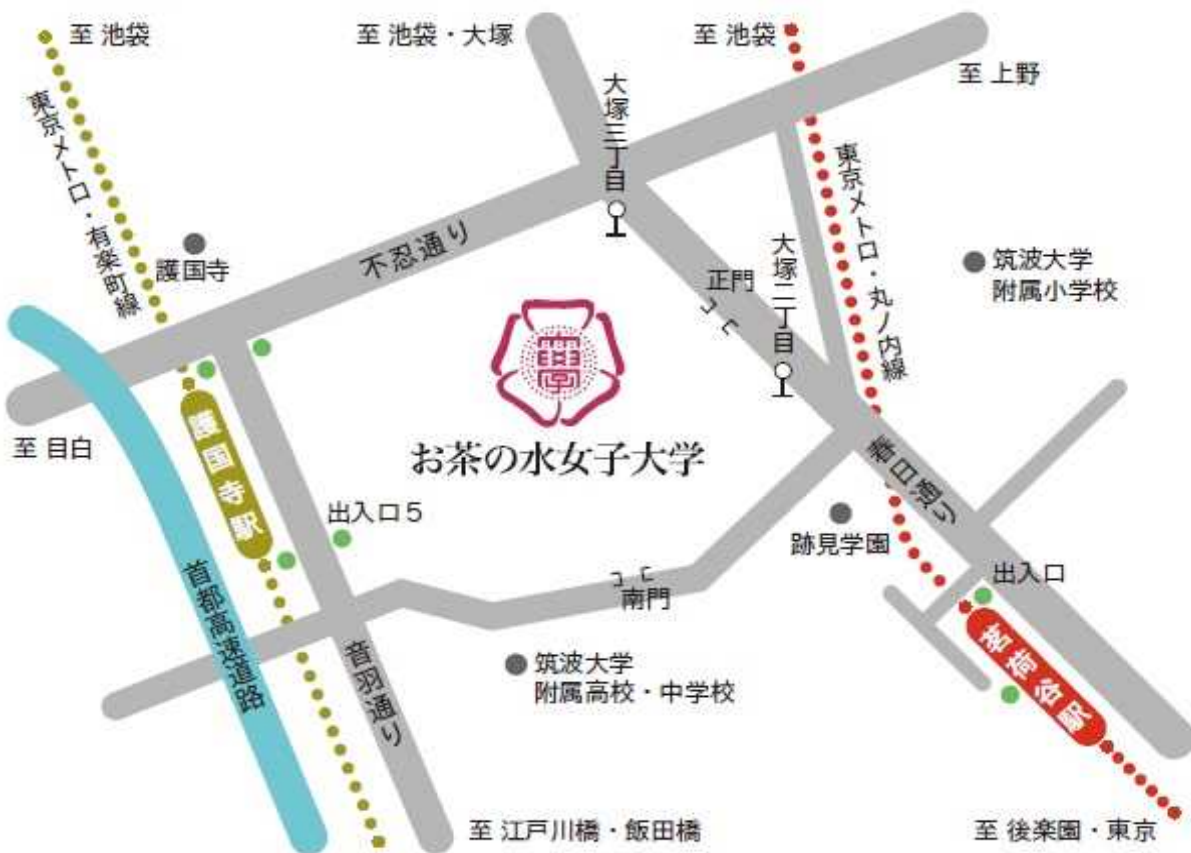 至 池袋
至 池袋・大塚
至 池袋
至 上野
大塚三丁目
東京メトロ・有楽町線
東京メトロ・丸ノ内線
護国寺
不忍通り
正門
大塚二丁目
筑波大学
附属小学校
學
お茶の水女子大学
至 目白
護国寺駅
春日通り
出入口5
跡見学園
首都高速道路
出入口
南門
茗荷谷駅
音羽通り
筑波大学
附属高校・中学校
至 江戸川橋・飯田橋
至 後楽園・東京